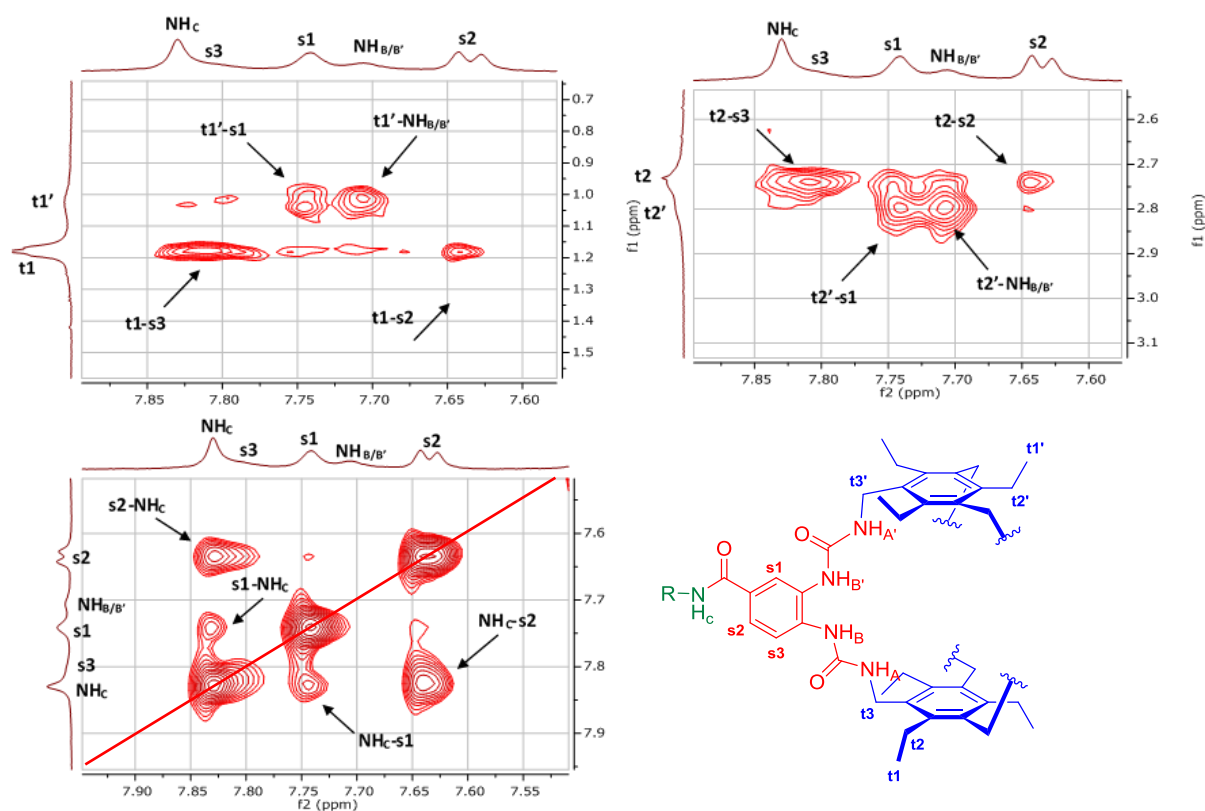 NHC
s3
s1
NHB/B'
s2
t1'-s1
t1'-NHB/B'
t1'
t1
t1-s3
t1-s2
0.7
0.8
0.9
1.0
1.1
1.2
1.3
1.4
1.5
f1 (ppm)
7.85
7.80
7.75
7.70
7.65
7.60
NHC
s3
s1
NHB/B'
s2
t2-s3
t2-s2
t2
t2'
t2'-s1
t2'-NHB/B'
2.6
2.7
2.8
2.9
3.0
3.1
f1 (ppm)
7.85
7.80
7.75
7.70
7.65
7.60
f2 (ppm)
NHC
s3
s1
NHB/B'
s2
s2-NHC
s1-NHC
NHC-s2
NHC-s1
s2
NHB/B'
s1
s3
NHC
7.6
7.7
7.8
7.9
f1 (ppm)
7.90
7.85
7.80
7.75
7.70
7.65
7.60
7.55
f2 (ppm)
t1'
t3'
t2'
O
NHA'
O
s1
NHB'
R
N
HC
s2
s3
NHB
O
NHA
t3
t2
t1